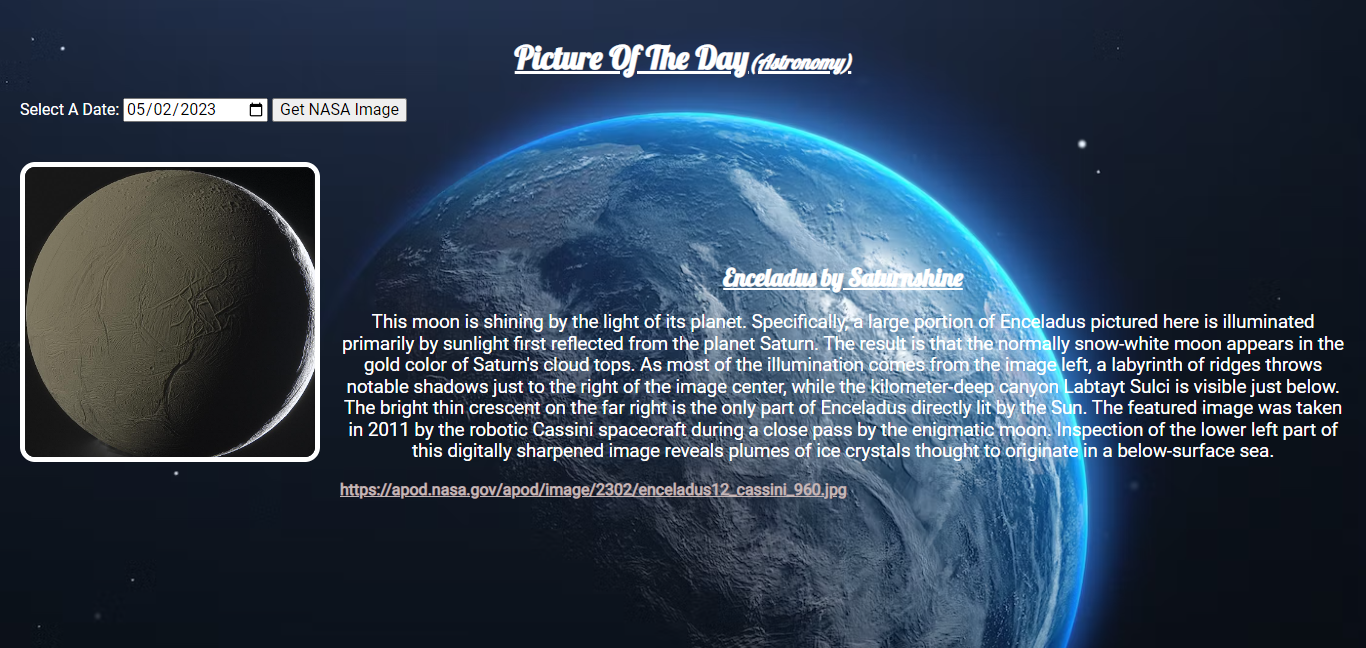 Picture Of The Day (Astronomy)
Select A Date: 05/02/2023 Get NASA Image
Enceladus by Saturnshine
This moon is shining by the light of its planet. Specifically, a large portion of Enceladus pictured here is illuminated
primarily by sunlight first reflected from the planet Saturn. The result is that the normally snow-white moon appears in the
gold color of Saturn's cloud tops. As most of the illumination comes from the image left, a labyrinth of ridges throws
notable shadows just to the right of the image center, while the kilometer-deep canyon Labtayt Sulci is visible just below.
The bright thin crescent on the far right is the only part of Enceladus directly lit by the Sun. The featured image was taken
in 2011 by the robotic Cassini spacecraft during a close pass by the enigmatic moon. Inspection of the lower left part of
this digitally sharpened image reveals plumes of ice crystals thought to originate in a below-surface sea.
https://apod.nasa.gov/apod/image/2302/enceladus12_cassini_960.jpg